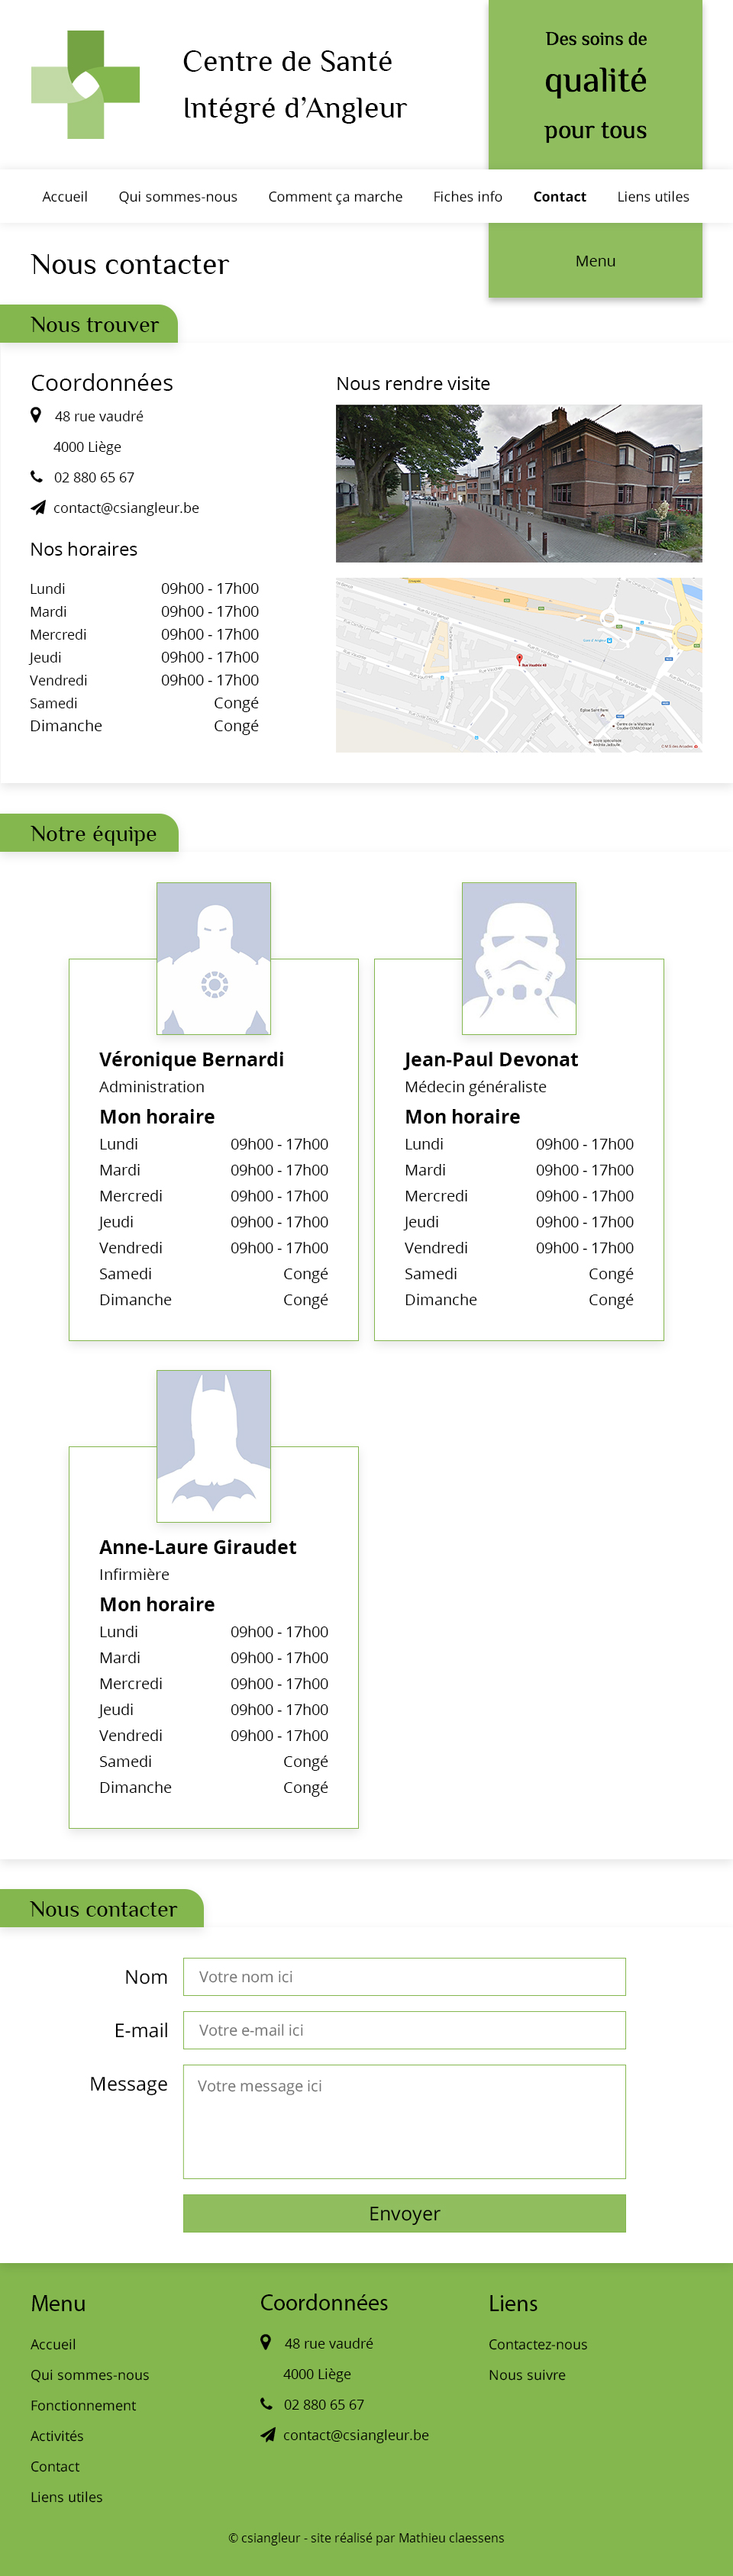 Centre de Santé
Intégré d’Angleur
Des soins de
qualité
pour tous
Accueil Qui sommes-nous Comment ça marche Fiches info Contact Liens utiles
Nous contacter
Menu
Nous trouver
Coordonnées
48 rue vaudré
4000 Liège
02 880 65 67
contact@csiangleur.be
Nos horaires
Lundi 09h00 - 17h00
Mardi 09h00 - 17h00
Mercredi 09h00 - 17h00
Jeudi 09h00 - 17h00
Vendredi 09h00 - 17h00
Samedi Congé
Dimanche Congé
Nous rendre visite
Notre équipe
Véronique Bernardi
Administration
Mon horaire
Lundi 09h00 - 17h00
Mardi 09h00 - 17h00
Mercredi 09h00 - 17h00
Jeudi 09h00 - 17h00
Vendredi 09h00 - 17h00
Samedi Congé
Dimanche Congé
Jean-Paul Devonat
Médecin généraliste
Mon horaire
Lundi 09h00 - 17h00
Mardi 09h00 - 17h00
Mercredi 09h00 - 17h00
Jeudi 09h00 - 17h00
Vendredi 09h00 - 17h00
Samedi Congé
Dimanche Congé
Anne-Laure Giraudet
Infirmière
Mon horaire
Lundi 09h00 - 17h00
Mardi 09h00 - 17h00
Mercredi 09h00 - 17h00
Jeudi 09h00 - 17h00
Vendredi 09h00 - 17h00
Samedi Congé
Dimanche Congé
Nous contacter
Nom Votre nom ici
E-mail Votre e-mail ici
Message Votre message ici
Envoyer
Menu
Accueil
Qui sommes-nous
Fonctionnement
Activités
Contact
Liens utiles
Coordonnées
48 rue vaudré
4000 Liège
02 880 65 67
contact@csiangleur.be
Liens
Contactez-nous
Nous suivre
© csiangleur - site réalisé par Mathieu claessens